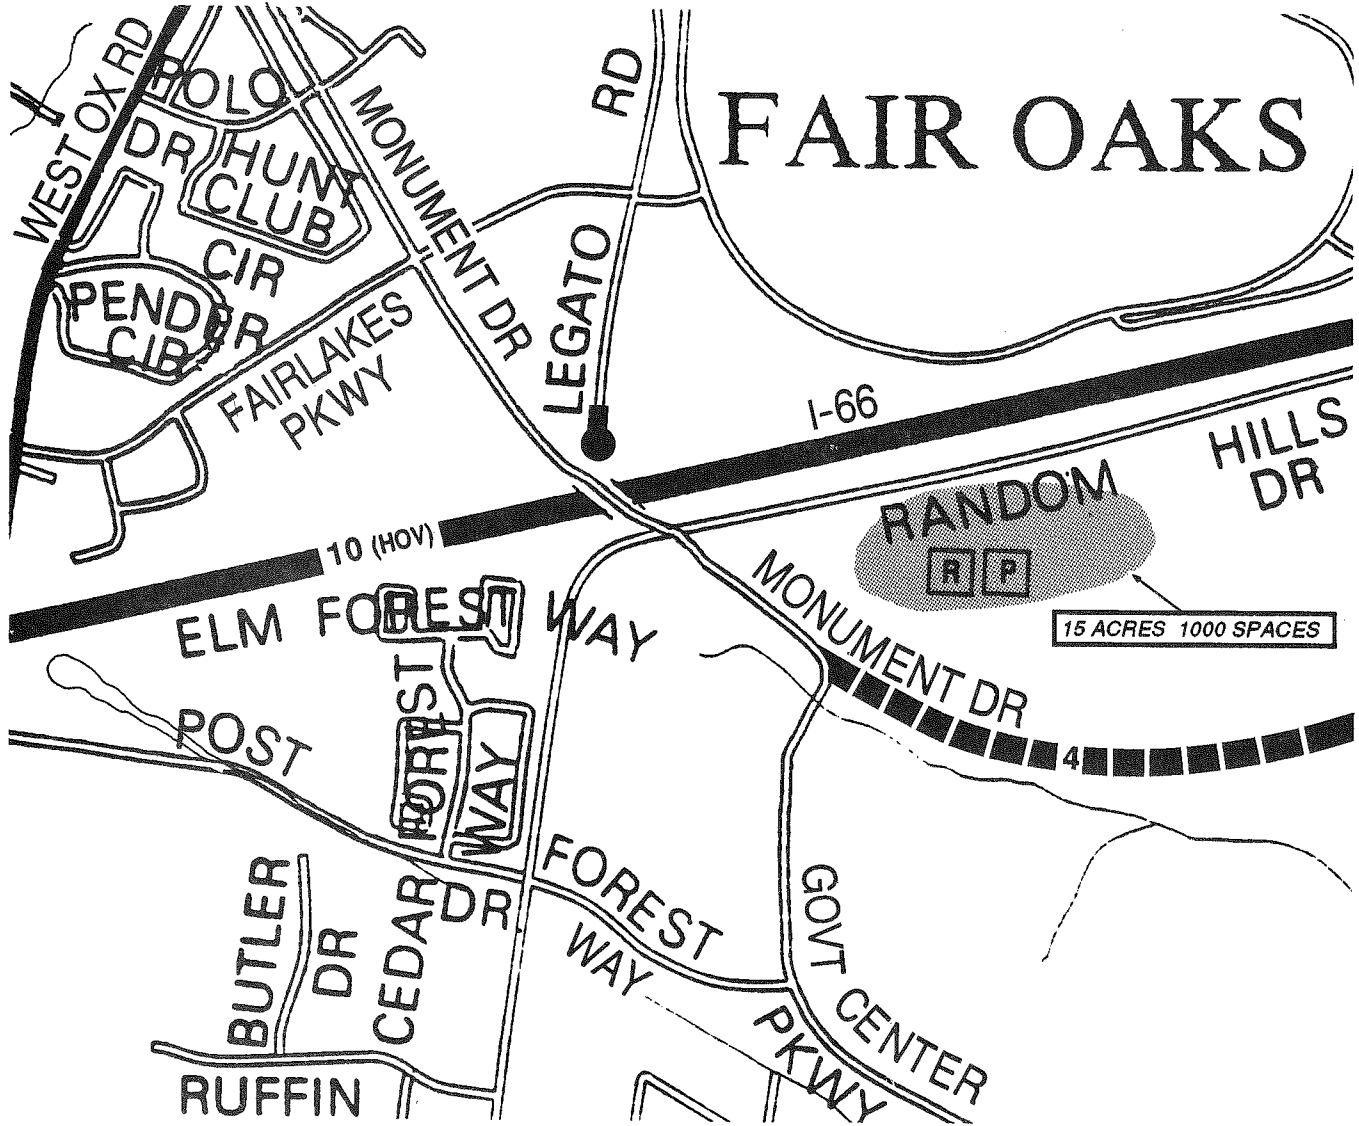 WEST OX RD
POLO
DR
HUNT
CLUB
CIR
PENDER
CIR
FAIRLAKES
PKWY
MONUMENT DR
LEGATO
RD
FAIR OAKS
I-66
HILLS
DR
RANDOM
R P
15 ACRES 1000 SPACES
10 (HOV)
ELM FOREST WAY
MONUMENT DR
4
POST
FOREST
DR
FOREST
WAY
CEDAR
WAY
BUTLER
DR
RUFFIN
GOVT CENTER
PKWY